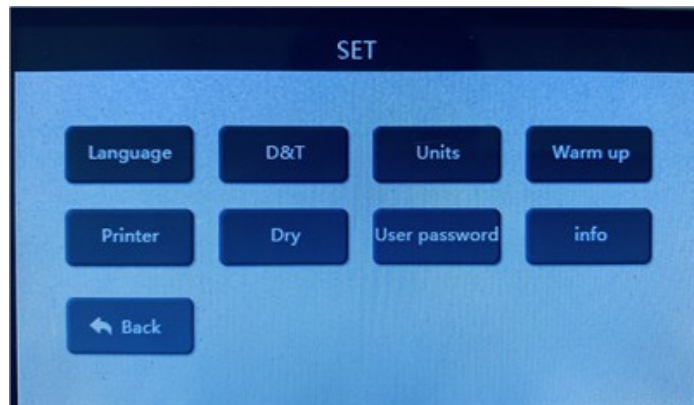 SET
Language
D&T
Units
Warm up
Printer
Dry
User password
info
Back